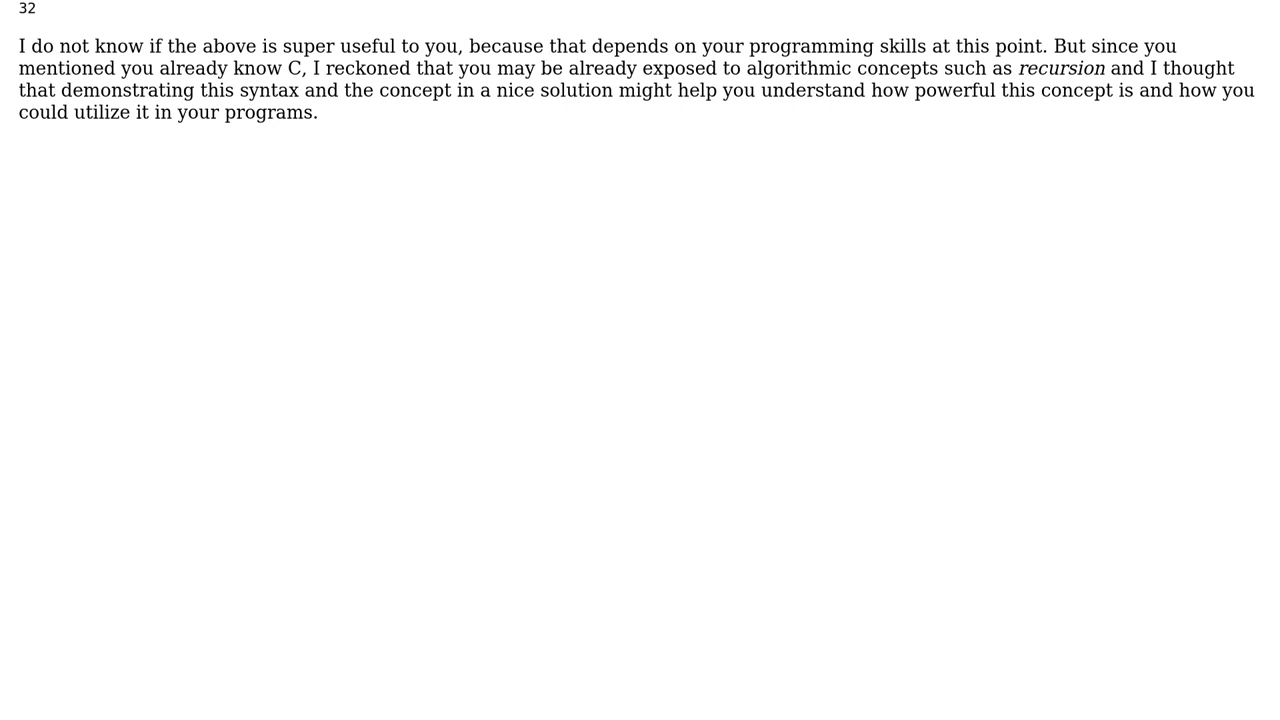 32
I do not know if the above is super useful to you, because that depends on your programming skills at this point. But since you
mentioned you already know C, I reckoned that you may be already exposed to algorithmic concepts such as recursion and I thought
that demonstrating this syntax and the concept in a nice solution might help you understand how powerful this concept is and how you
could utilize it in your programs.